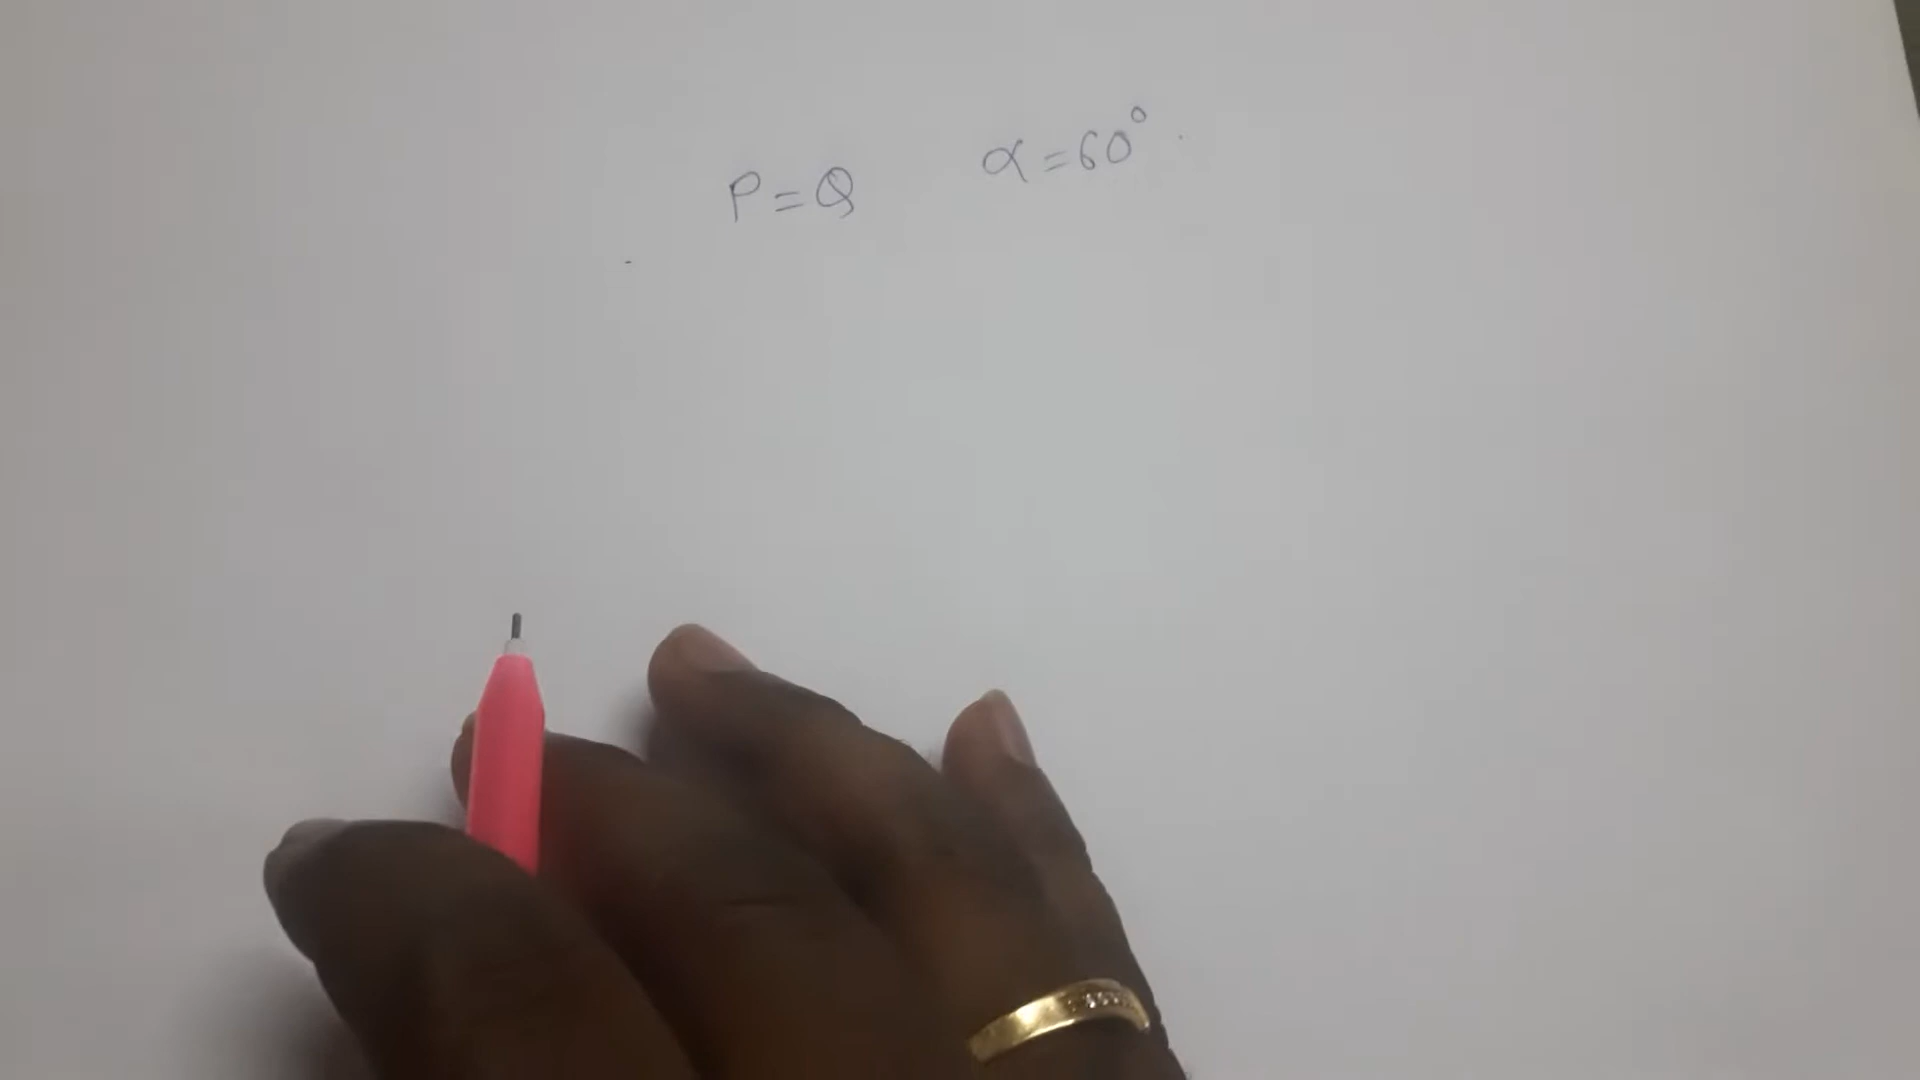 P = Q α = 60°